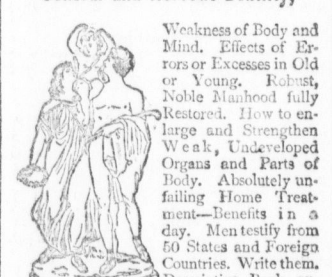 Weakness of Body and
Mind. Effects of Er-
rors or Excesses in Old
or Young. Robust,
Noble Manhood fully
Restored. How to en-
large and Strengthen
Weak, Undeveloped
Organs and Parts of
Body. Absolutely un-
failing Home Treat-
ment—Benefits in a
day. Men testify from
50 States and Foreign
Countries. Write them.